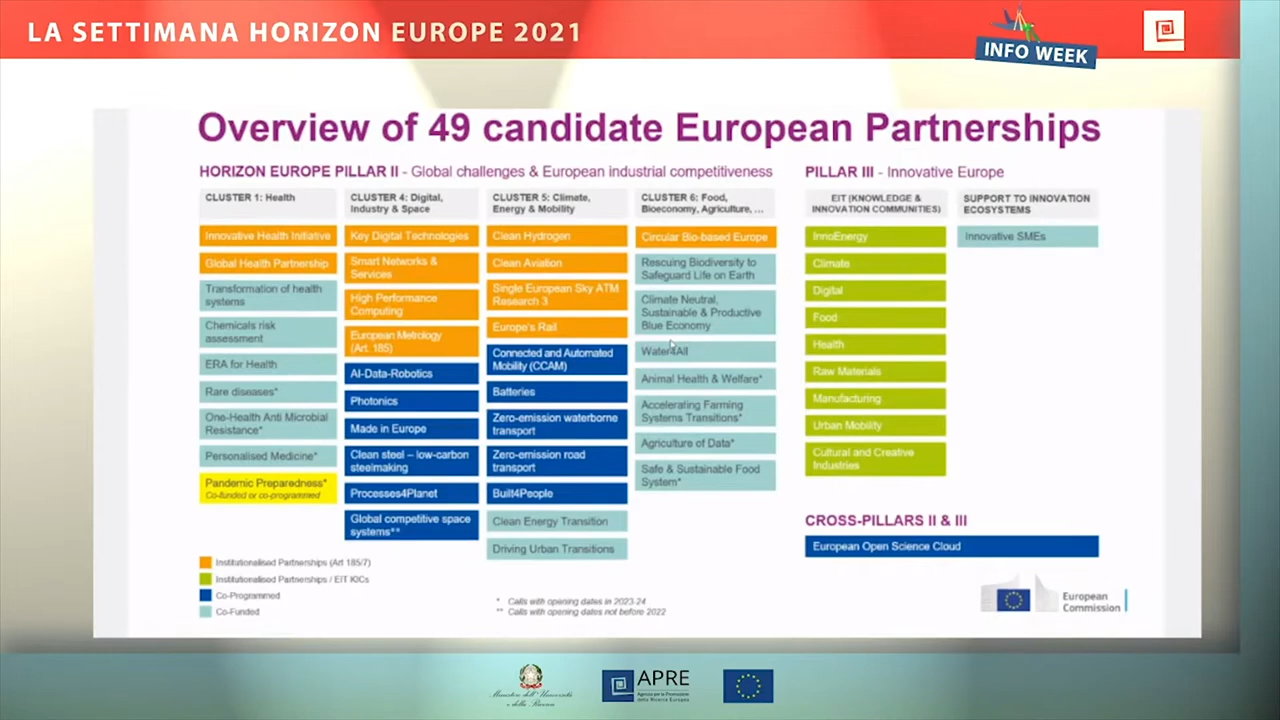 LA SETTIMANA HORIZON EUROPE 2021
INFO WEEK
Overview of 49 candidate European Partnerships
HORIZON EUROPE PILLAR II - Global challenges & European industrial competitiveness
CLUSTER 1: Health
Innovative Health Initiative
Global Health Partnership
Transformation of health
systems
Chemicals risk
assessment
ERA for Health
Rare diseases*
One-Health Anti Microbial
Resistance*
Personalised Medicine*
Pandemic Preparedness*
Co-funded or co-programmed
CLUSTER 4: Digital,
Industry & Space
Key Digital Technologies
Smart Networks &
Services
High Performance
Computing
European Metrology
(Art. 185)
AI-Data-Robotics
Photonics
Made in Europe
Clean steel – low-carbon
steelmaking
Processes4Planet
Global competitive space
systems**
CLUSTER 5: Climate,
Energy & Mobility
Clean Hydrogen
Clean Aviation
Single European Sky ATM
Research 3
Europe's Rail
Connected and Automated
Mobility (CCAM)
Batteries
Zero-emission waterborne
transport
Zero-emission road
transport
Built4People
Clean Energy Transition
Driving Urban Transitions
CLUSTER 6: Food,
Bioeconomy, Agriculture, ...
Circular Bio-based Europe
Rescuing Biodiversity to
Safeguard Life on Earth
Climate Neutral,
Sustainable & Productive
Blue Economy
Water4All
Animal Health & Welfare*
Accelerating Farming
Systems Transitions*
Agriculture of Data*
Safe & Sustainable Food
System*
PILLAR III - Innovative Europe
EIT (KNOWLEDGE &
INNOVATION COMMUNITIES)
InnoEnergy
Climate
Digital
Food
Health
Raw Materials
Manufacturing
Urban Mobility
Cultural and Creative
Industries
SUPPORT TO INNOVATION
ECOSYSTEMS
Innovative SMEs
CROSS-PILLARS II & III
European Open Science Cloud
Institutionalised Partnerships (Art 185/7)
Institutionalised Partnerships / EIT KICs
Co-Programmed
Co-Funded
* Calls with opening dates in 2023-24
** Calls with opening dates not before 2022
European
Commission
Ministero dell'Università
e della Ricerca
APRE
Agenzia per la Promozione
della Ricerca Europea